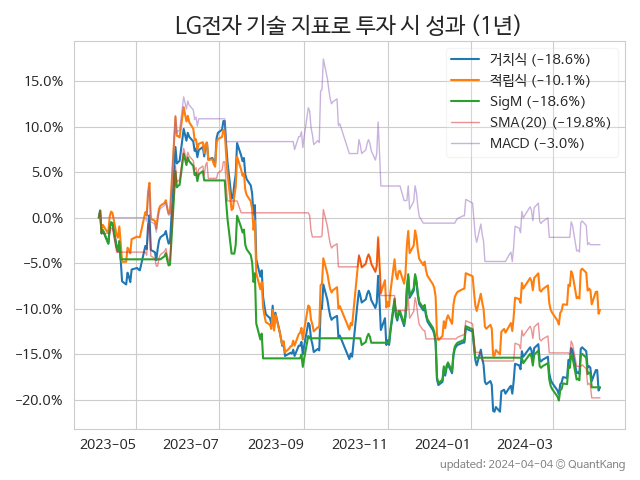 LG전자 기술 지표로 투자 시 성과 (1년)
거치식 (−18.6%)
적립식 (−10.1%)
SigM (−18.6%)
SMA(20) (−19.8%)
MACD (−3.0%)
15.0%
10.0%
5.0%
0.0%
−5.0%
−10.0%
−15.0%
−20.0%
2023-05 2023-07 2023-09 2023-11 2024-01 2024-03
updated: 2024-04-04 © QuantKang